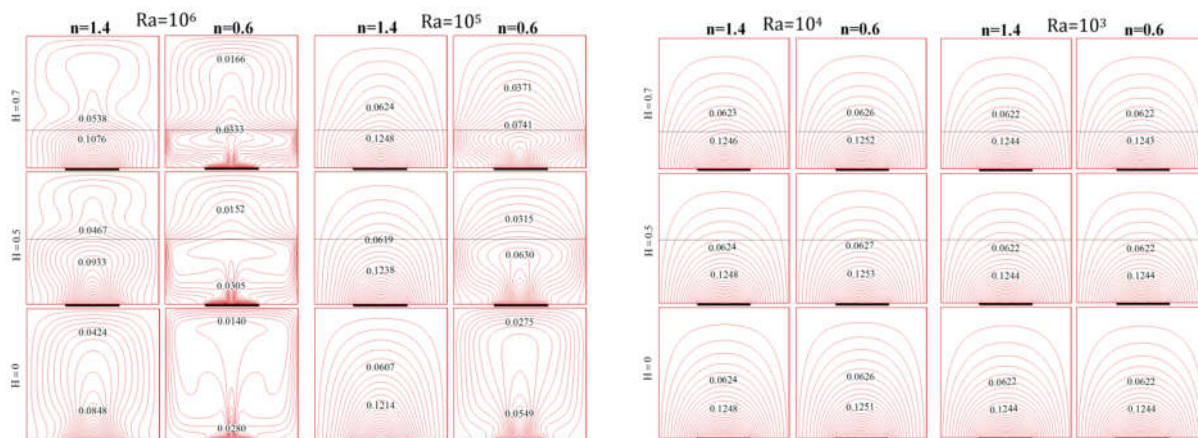 Ra=10⁶ Ra=10⁵ Ra=10⁴ Ra=10³
n=1.4 n=0.6 n=1.4 n=0.6 n=1.4 n=0.6 n=1.4 n=0.6
H=0.7
0.0538 0.0166 0.0624 0.0371 0.0623 0.0626 0.0622 0.0622
0.1076 0.0333 0.1248 0.0741 0.1246 0.1252 0.1244 0.1243
H=0.5
0.0467 0.0152 0.0619 0.0315 0.0624 0.0627 0.0622 0.0622
0.0933 0.0305 0.1238 0.0630 0.1248 0.1253 0.1244 0.1244
H=0
0.0424 0.0140 0.0607 0.0275 0.0624 0.0626 0.0622 0.0622
0.0848 0.0280 0.1214 0.0549 0.1248 0.1251 0.1244 0.1244